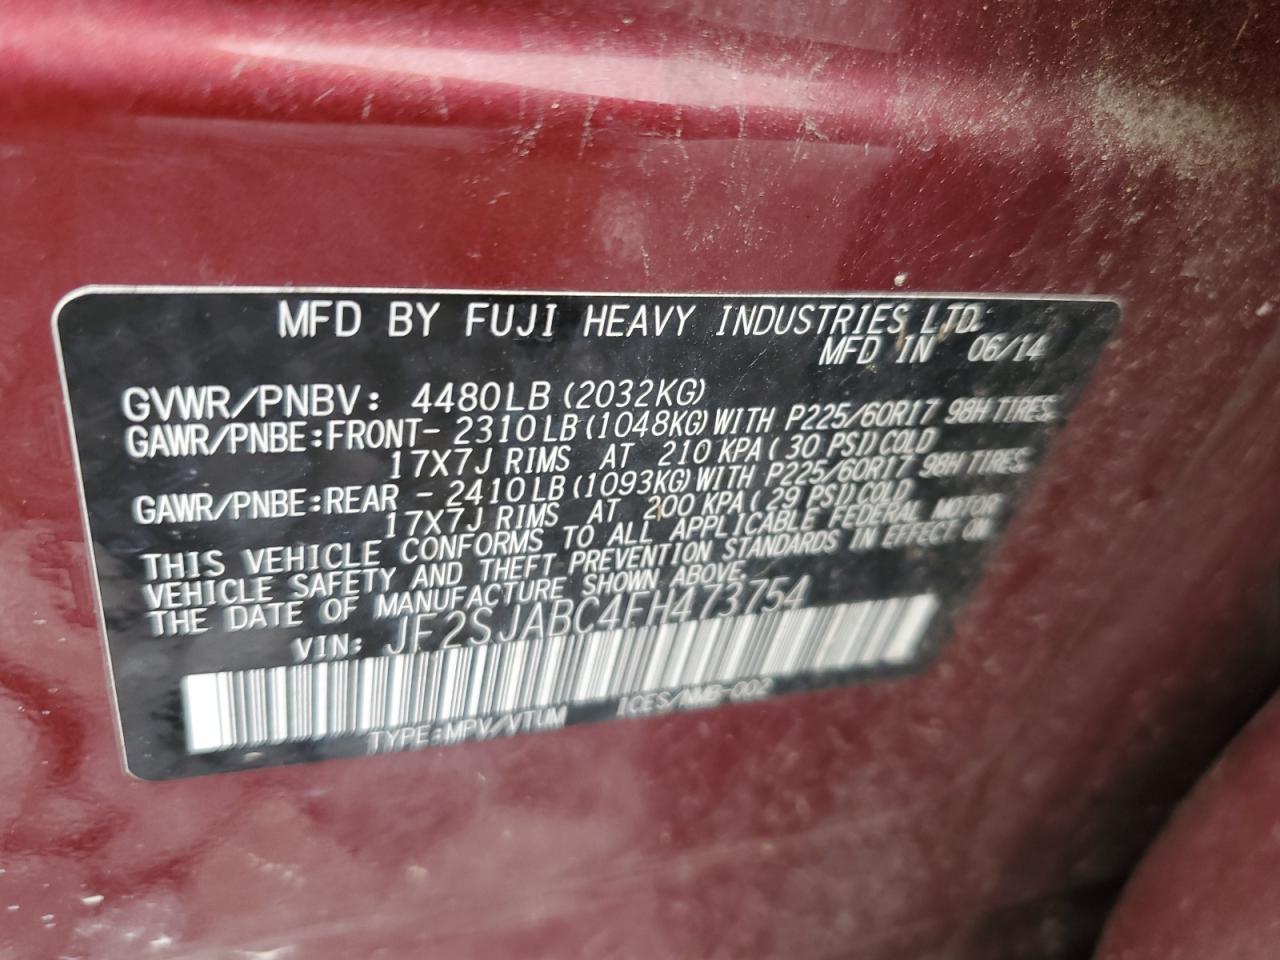 MFD BY FUJI HEAVY INDUSTRIES LTD.
MFD IN 06/14
GVWR/PNBV: 4480LB (2032KG)
GAWR/PNBE:FRONT- 2310LB(1048KG)WITH P225/60R17 98H TIRES
17X7J RIMS AT 210 KPA(30 PSI)COLD
GAWR/PNBE:REAR - 2410LB(1093KG)WITH P225/60R17 98H TIRES
17X7J RIMS AT 200 KPA(29 PSI)COLD
THIS VEHICLE CONFORMS TO ALL APPLICABLE FEDERAL MOTOR
VEHICLE SAFETY AND THEFT PREVENTION STANDARDS IN EFFECT ON
THE DATE OF MANUFACTURE SHOWN ABOVE.
VIN: JF2SJABC4FH473754
TYPE:MPV/VTUM ICES/NMB-002